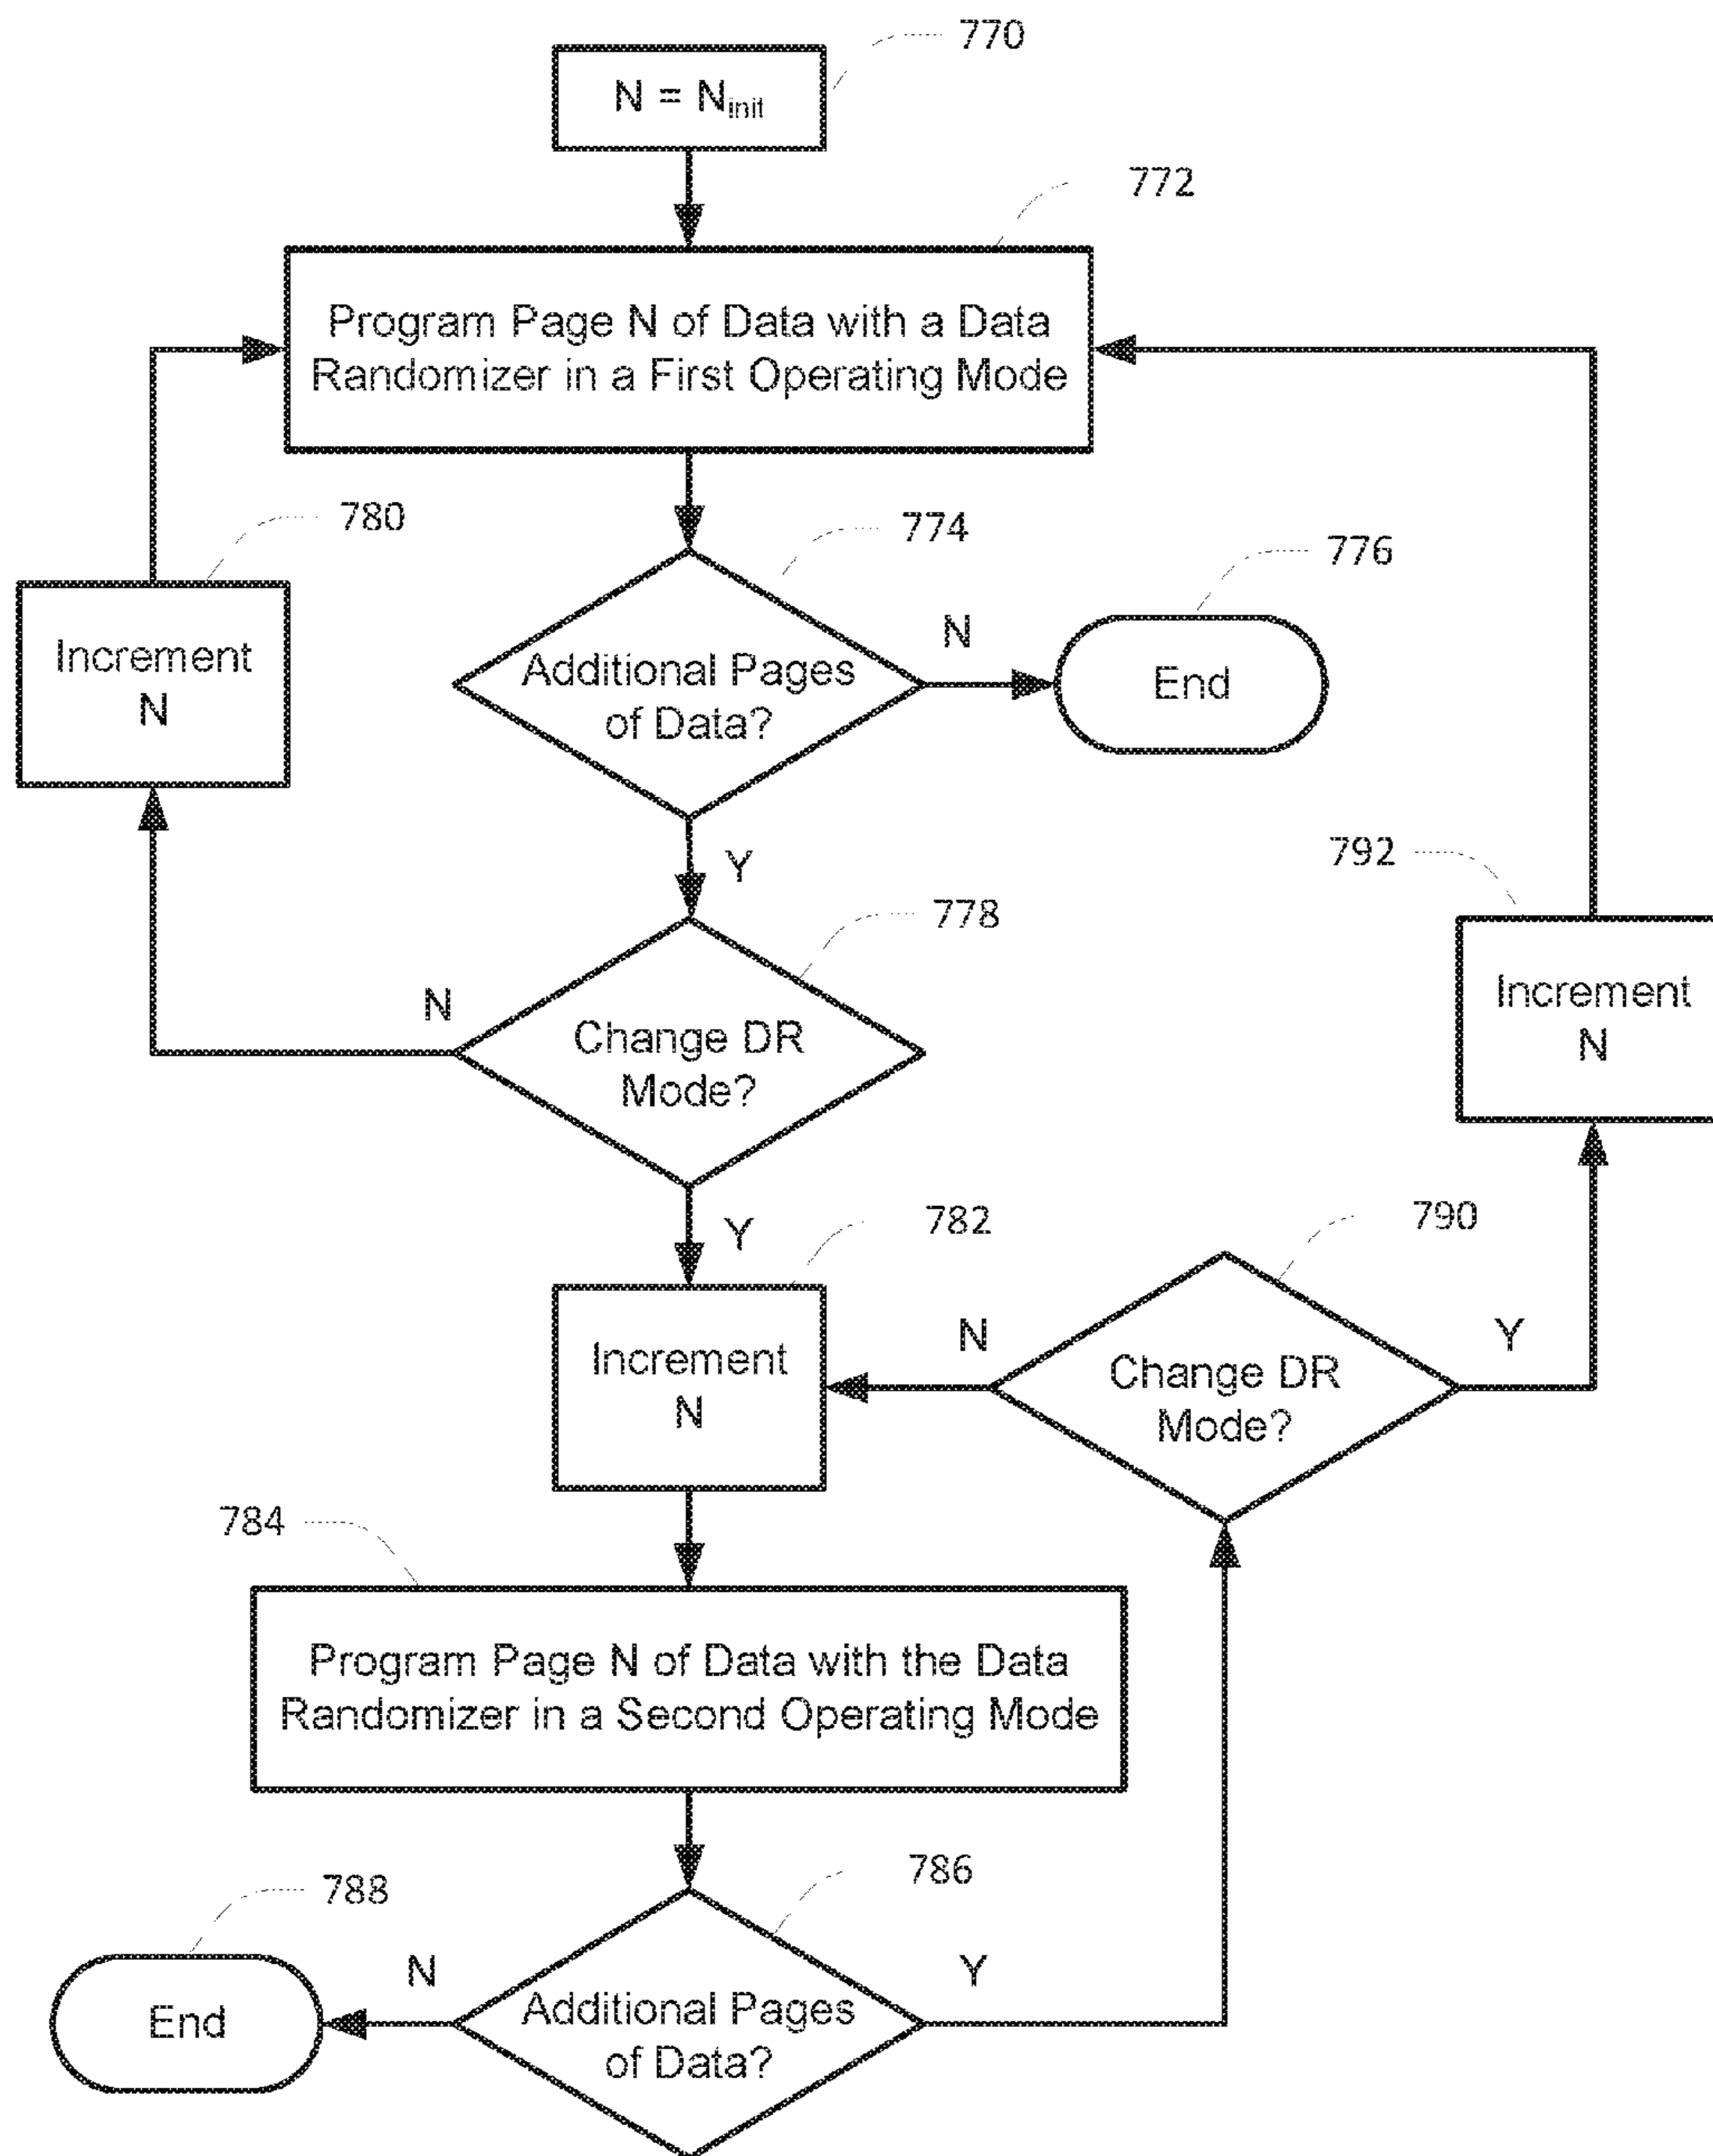 770
N = Ninit
772
Program Page N of Data with a Data
Randomizer in a First Operating Mode
780
774
776
Increment
N
Additional Pages
of Data?
N
End
Y
792
778
N
Change DR
Mode?
Increment
N
Y
782
790
Increment
N
N
Change DR
Mode?
Y
784
Program Page N of Data with the Data
Randomizer in a Second Operating Mode
788
786
End
N
Additional Pages
of Data?
Y